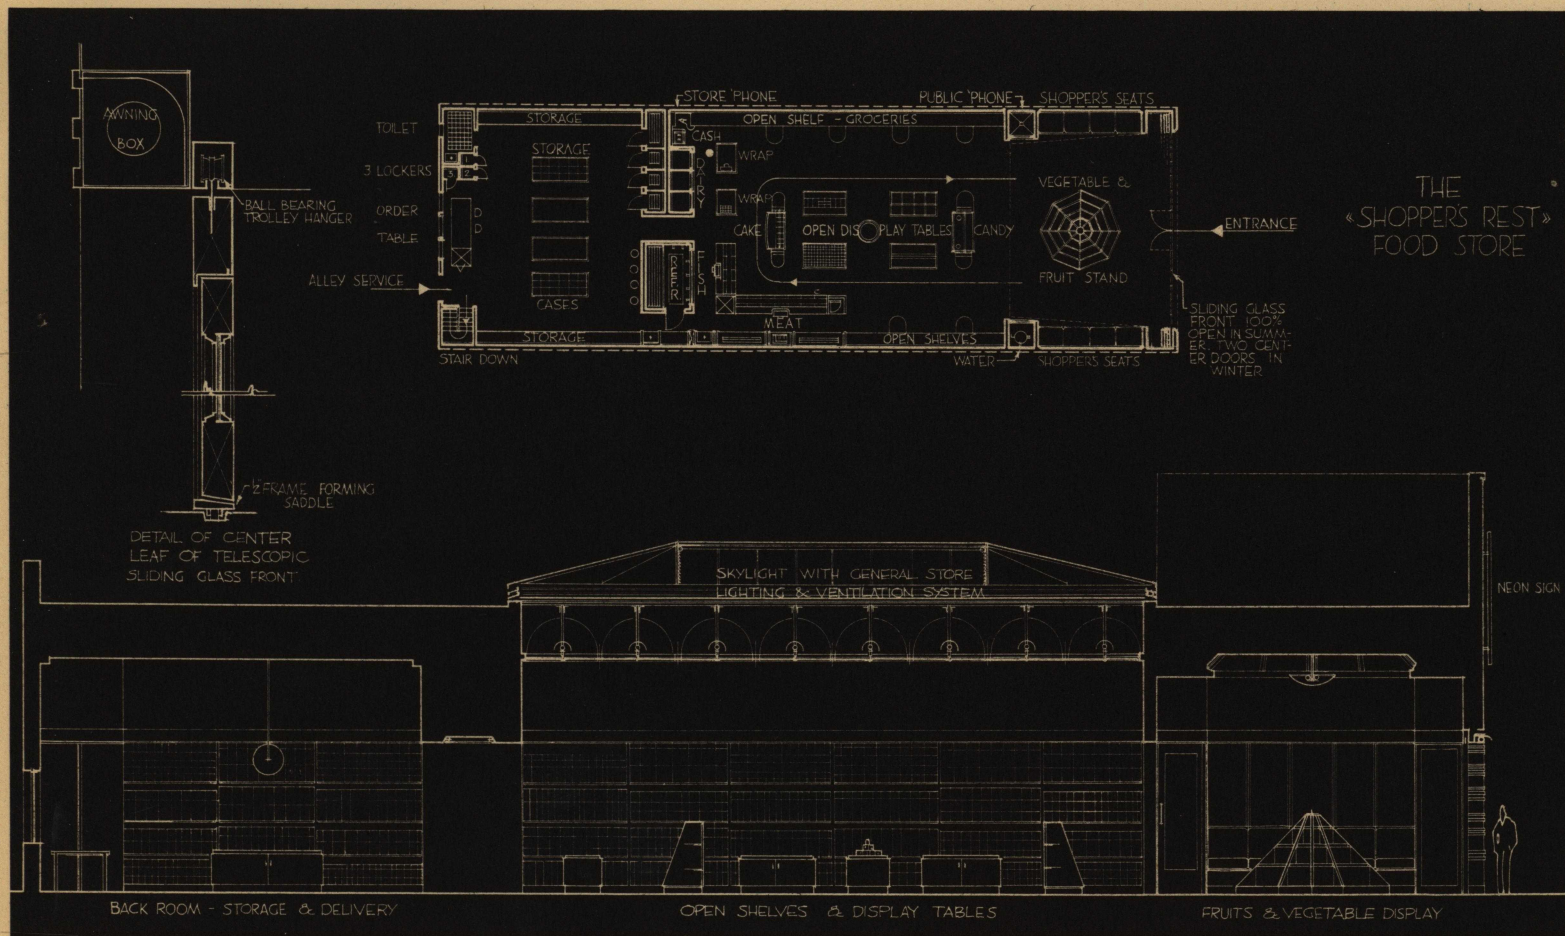 THE
«SHOPPER'S REST»
FOOD STORE
AWNING
BOX
BALL BEARING
TROLLEY HANGER
1/2" FRAME FORMING
SADDLE
DETAIL OF CENTER
LEAF OF TELESCOPIC
SLIDING GLASS FRONT
STORE 'PHONE
PUBLIC 'PHONE
SHOPPER'S SEATS
TOILET
STORAGE
OPEN SHELF - GROCERIES
CASH
3 LOCKERS
3
2
STORAGE
DAIRY
WRAP
WRAP
VEGETABLE &
FRUIT STAND
ORDER
TABLE
CAKE
OPEN DISPLAY TABLES
CANDY
ENTRANCE
ALLEY SERVICE
CASES
REFR
FISH
MEAT
STORAGE
OPEN SHELVES
STAIR DOWN
WATER
SHOPPER'S SEATS
SLIDING GLASS
FRONT 100%
OPEN IN SUMM-
ER, TWO CENT-
ER DOORS IN
WINTER
SKYLIGHT WITH GENERAL STORE
LIGHTING & VENTILATION SYSTEM
NEON SIGN
BACK ROOM - STORAGE & DELIVERY
OPEN SHELVES & DISPLAY TABLES
FRUITS & VEGETABLE DISPLAY